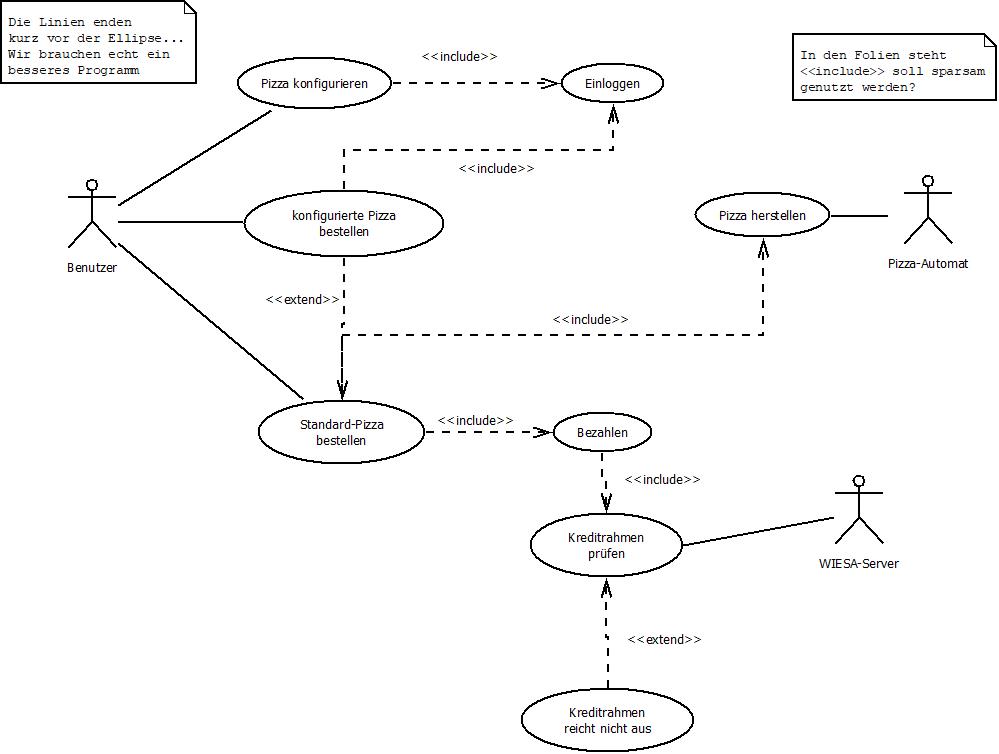 Die Linien enden
kurz vor der Ellipse...
Wir brauchen echt ein
besseres Programm
In den Folien steht
<<include>> soll sparsam
genutzt werden?
<<include>>
Pizza konfigurieren
Einloggen
<<include>>
konfigurierte Pizza
bestellen
Pizza herstellen
Benutzer
Pizza-Automat
<<extend>>
<<include>>
Standard-Pizza
bestellen
<<include>>
Bezahlen
<<include>>
Kreditrahmen
prüfen
WIESA-Server
<<extend>>
Kreditrahmen
reicht nicht aus